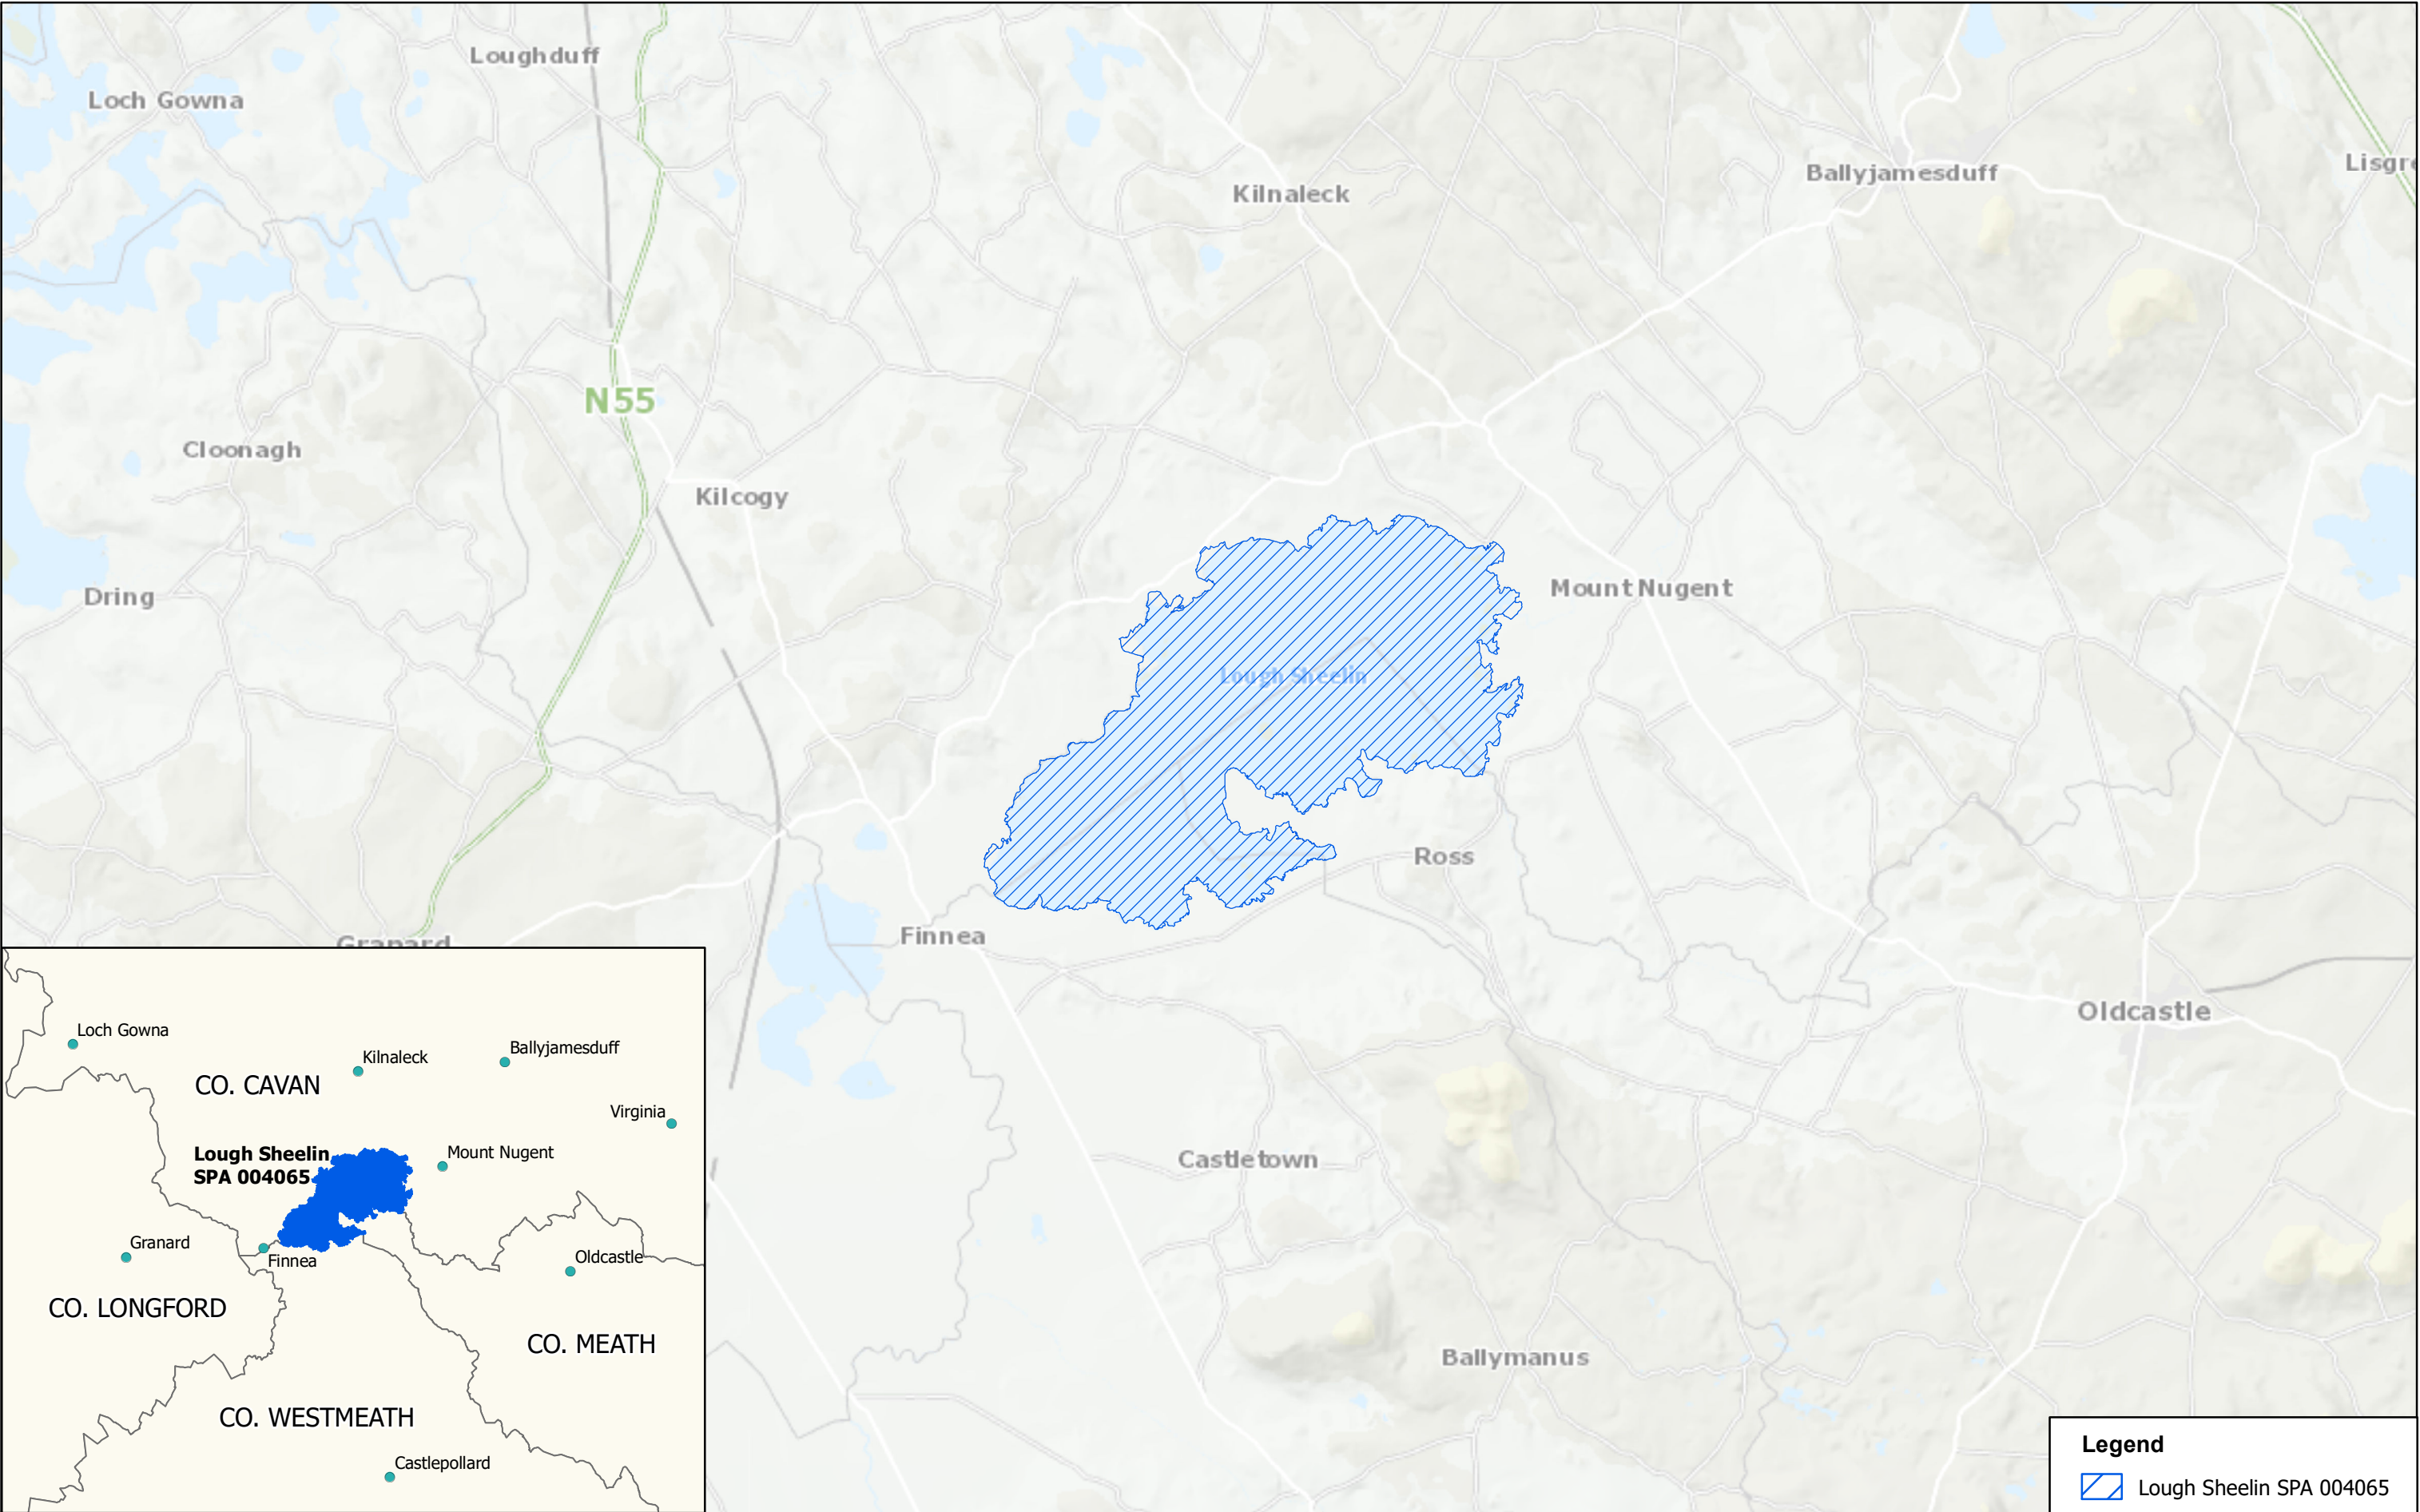 Loughduff
Loch Gowna
Lisgre
Ballyjamesduff
Kilnaleck
N55
Cloonagh
Kilcogy
Mount Nugent
Dring
Lough Sheelin
Ross
Finnea
Granard
Oldcastle
Castletown
Ballymanus
Loch Gowna
Kilnaleck
Ballyjamesduff
CO. CAVAN
Virginia
Lough Sheelin
SPA 004065
Mount Nugent
Granard
Finnea
Oldcastle
CO. LONGFORD
CO. MEATH
CO. WESTMEATH
Castlepollard
Legend
Lough Sheelin SPA 004065